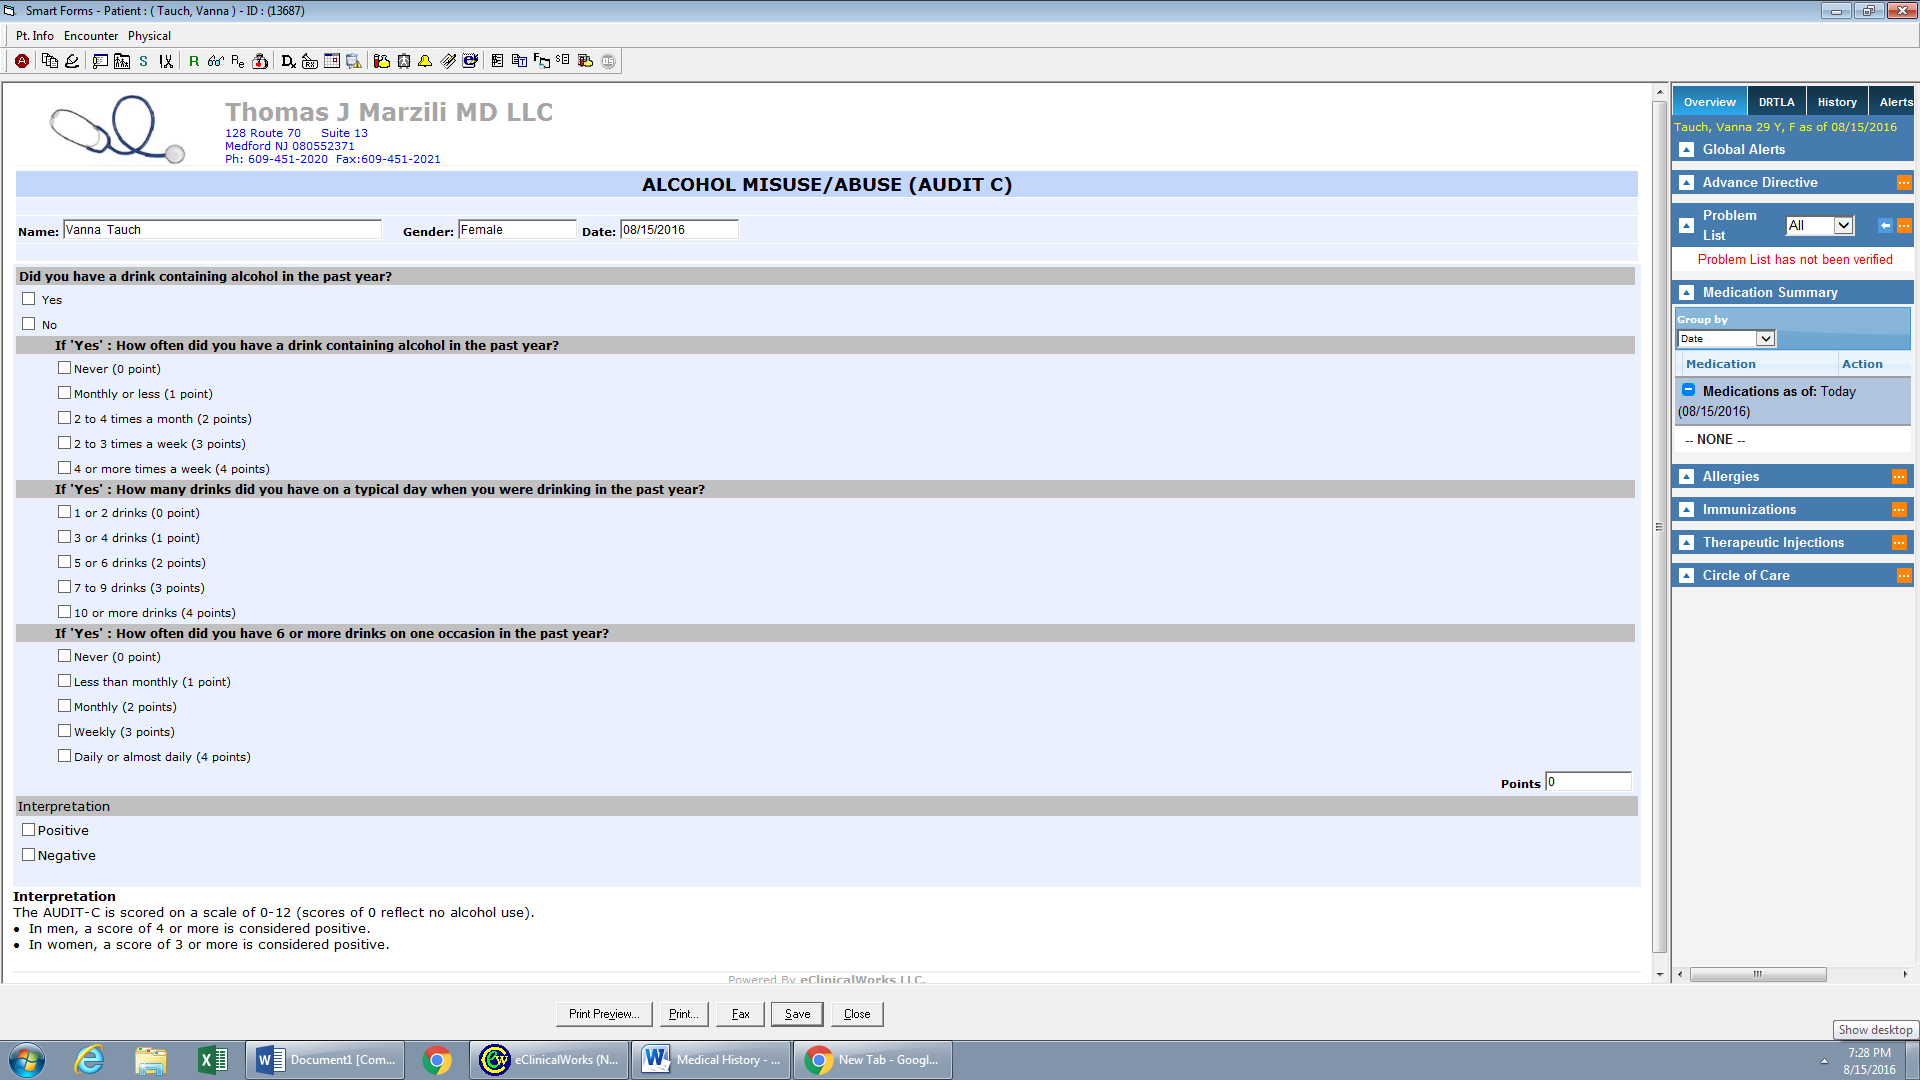 Smart Forms - Patient : ( Tauch, Vanna ) - ID : (13687)
Pt. Info Encounter Physical
Thomas J Marzili MD LLC
128 Route 70 Suite 13
Medford NJ 080552371
Ph: 609-451-2020 Fax:609-451-2021
ALCOHOL MISUSE/ABUSE (AUDIT C)
Name: Vanna Tauch Gender: Female Date: 08/15/2016
Did you have a drink containing alcohol in the past year?
Yes
No
If 'Yes' : How often did you have a drink containing alcohol in the past year?
Never (0 point)
Monthly or less (1 point)
2 to 4 times a month (2 points)
2 to 3 times a week (3 points)
4 or more times a week (4 points)
If 'Yes' : How many drinks did you have on a typical day when you were drinking in the past year?
1 or 2 drinks (0 point)
3 or 4 drinks (1 point)
5 or 6 drinks (2 points)
7 to 9 drinks (3 points)
10 or more drinks (4 points)
If 'Yes' : How often did you have 6 or more drinks on one occasion in the past year?
Never (0 point)
Less than monthly (1 point)
Monthly (2 points)
Weekly (3 points)
Daily or almost daily (4 points)
Points 0
Interpretation
Positive
Negative
Interpretation
The AUDIT-C is scored on a scale of 0-12 (scores of 0 reflect no alcohol use).
• In men, a score of 4 or more is considered positive.
• In women, a score of 3 or more is considered positive.
Powered By eClinicalWorks LLC.
Print Preview... Print... Fax Save Close
Overview DRTLA History Alerts
Tauch, Vanna 29 Y, F as of 08/15/2016
Global Alerts
Advance Directive
Problem List All
Problem List has not been verified
Medication Summary
Group by
Date
Medication Action
Medications as of: Today
(08/15/2016)
-- NONE --
Allergies
Immunizations
Therapeutic Injections
Circle of Care
Show desktop
Document1 [Com... eClinicalWorks (N... Medical History - ... New Tab - Googl...
7:28 PM
8/15/2016